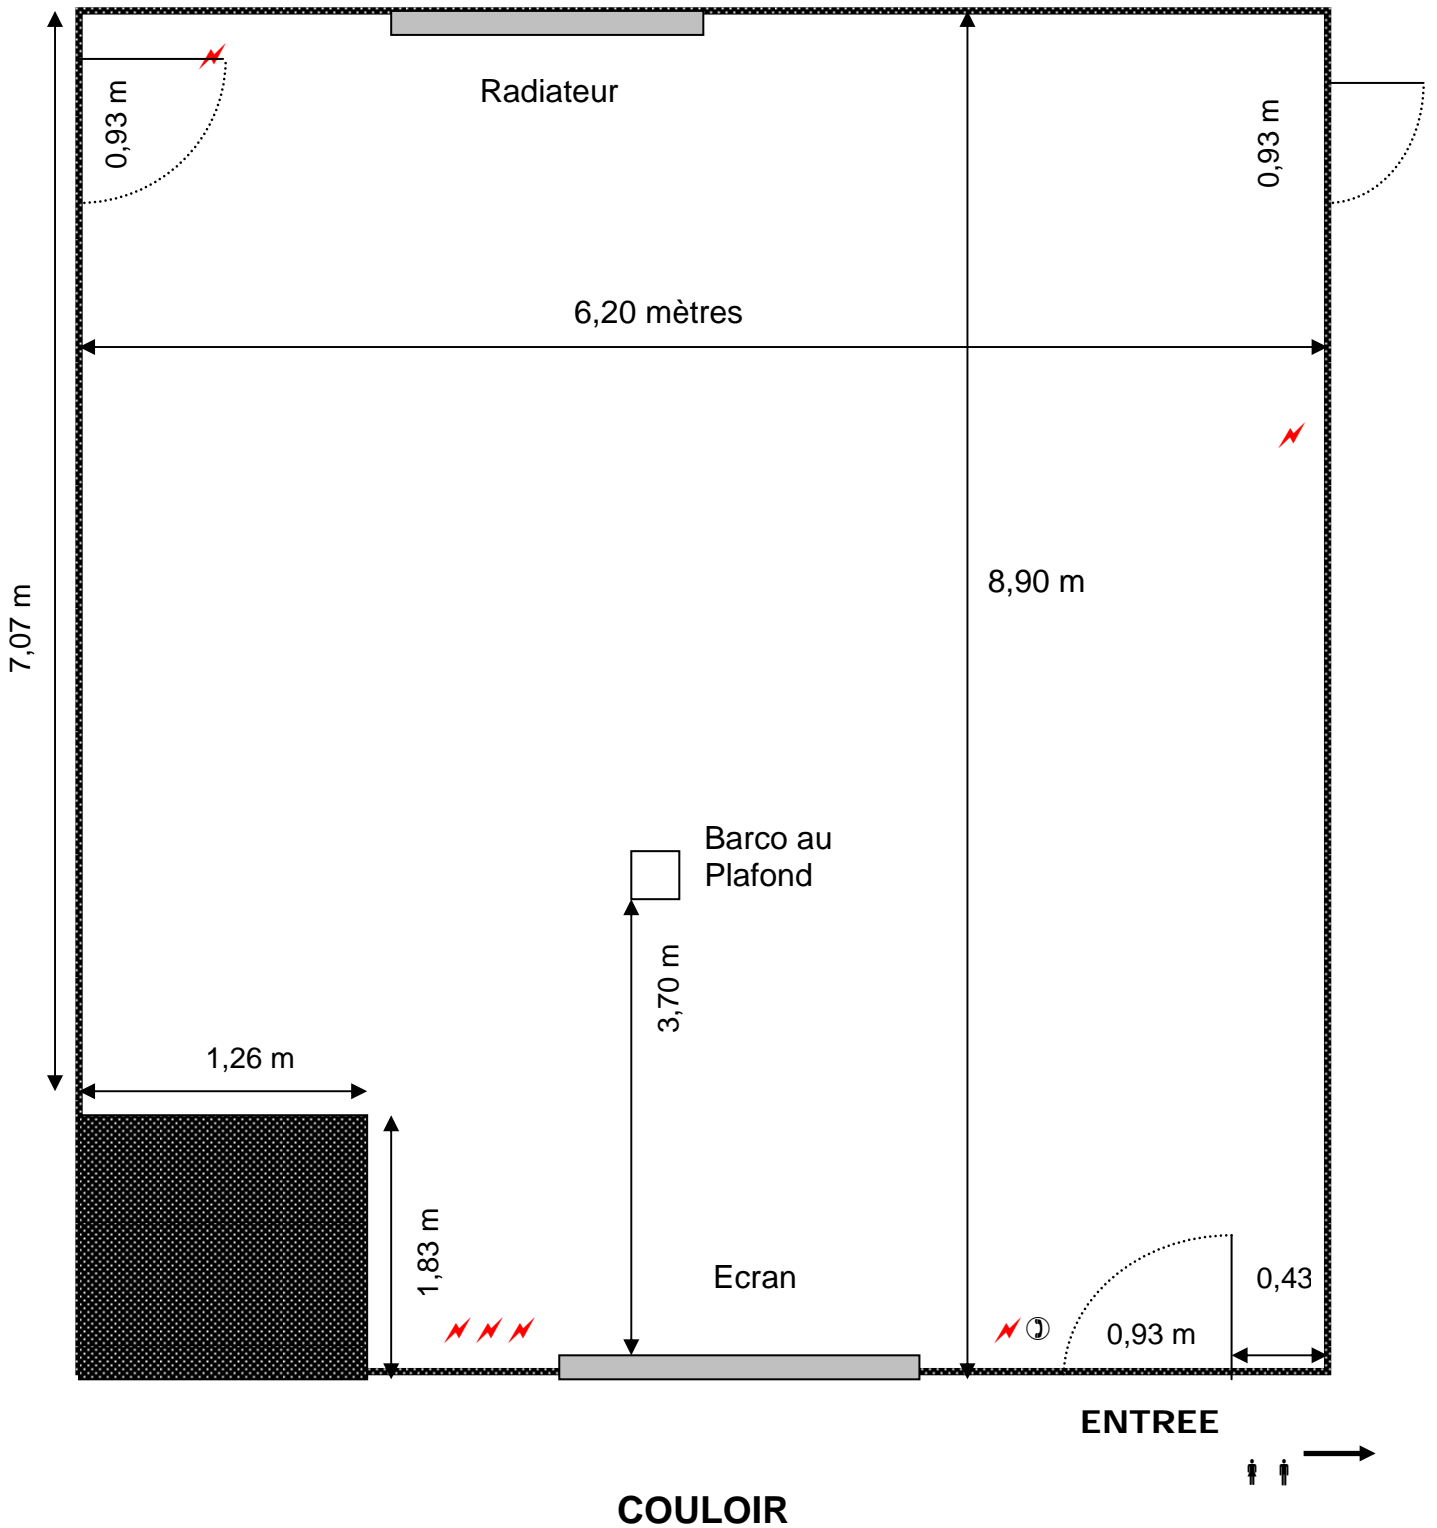 Radiateur
0,93 m
0,93 m
6,20 mètres
8,90 m
7,07 m
Barco au
Plafond
3,70 m
1,26 m
1,83 m
Ecran
0,43
0,93 m
ENTREE
COULOIR